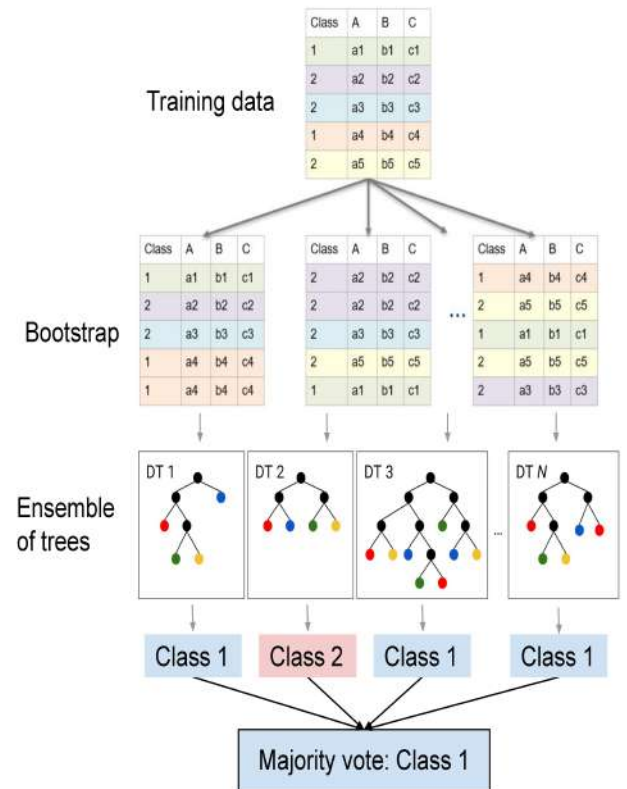 Class A B C
1 a1 b1 c1
2 a2 b2 c2
2 a3 b3 c3
1 a4 b4 c4
2 a5 b5 c5
Training data
Class A B C
1 a1 b1 c1
2 a2 b2 c2
2 a3 b3 c3
1 a4 b4 c4
1 a4 b4 c4
Class A B C
2 a2 b2 c2
2 a2 b2 c2
2 a3 b3 c3
2 a5 b5 c5
1 a1 b1 c1
...
Class A B C
1 a4 b4 c4
2 a5 b5 c5
1 a1 b1 c1
2 a5 b5 c5
2 a3 b3 c3
Bootstrap
DT 1
DT 2
DT 3
...
DT N
Ensemble
of trees
Class 1
Class 2
Class 1
Class 1
Majority vote: Class 1